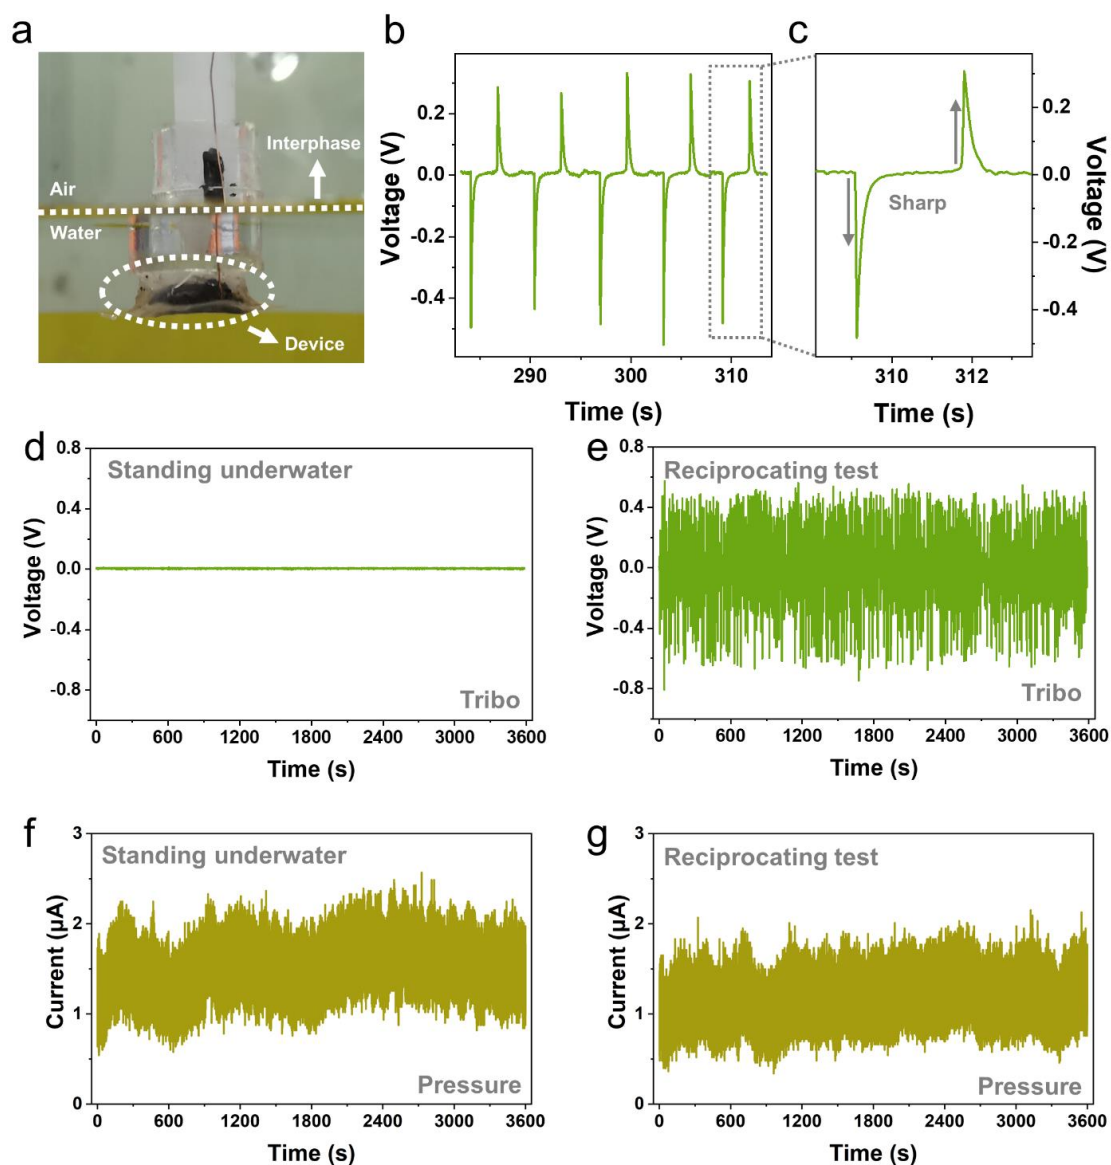 a
Interphase
Air
Water
Device
b
Voltage (V)
0.2
0.0
-0.2
-0.4
290
300
310
Time (s)
c
Sharp
0.2
0.0
-0.2
-0.4
Voltage (V)
310
312
Time (s)
d
Standing underwater
Voltage (V)
0.8
0.4
0.0
-0.4
-0.8
Tribo
0
600
1200
1800
2400
3000
3600
Time (s)
e
Reciprocating test
Voltage (V)
0.8
0.4
0.0
-0.4
-0.8
Tribo
0
600
1200
1800
2400
3000
3600
Time (s)
f
Standing underwater
Current (μA)
3
2
1
0
Pressure
0
600
1200
1800
2400
3000
3600
Time (s)
g
Reciprocating test
Current (μA)
3
2
1
0
Pressure
0
600
1200
1800
2400
3000
3600
Time (s)